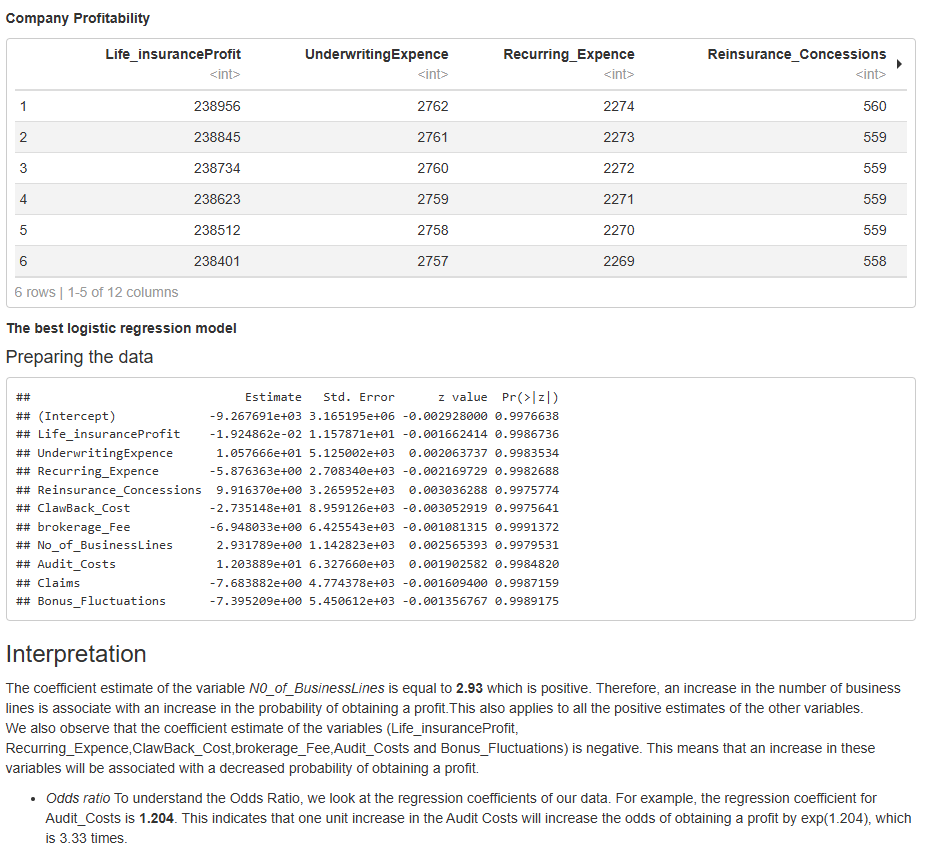 Company Profitability
Life_insuranceProfit UnderwritingExpence Recurring_Expence Reinsurance_Concessions
<int> <int> <int> <int>
1 238956 2762 2274 560
2 238845 2761 2273 559
3 238734 2760 2272 559
4 238623 2759 2271 559
5 238512 2758 2270 559
6 238401 2757 2269 558
6 rows | 1-5 of 12 columns
The best logistic regression model
Preparing the data
## Estimate Std. Error z value Pr(>|z|)
## (Intercept) -9.267691e+03 3.165195e+06 -0.002928000 0.9976638
## Life_insuranceProfit -1.924862e-02 1.157871e+01 -0.001662414 0.9986736
## UnderwritingExpence 1.057666e+01 5.125002e+03 0.002063737 0.9983534
## Recurring_Expence -5.876363e+00 2.708340e+03 -0.002169729 0.9982688
## Reinsurance_Concessions 9.916370e+00 3.265952e+03 0.003036288 0.9975774
## ClawBack_Cost -2.735148e+01 8.959126e+03 -0.003052919 0.9975641
## brokerage_Fee -6.948033e+00 6.425543e+03 -0.001081315 0.9991372
## No_of_BusinessLines 2.931789e+00 1.142823e+03 0.002565393 0.9979531
## Audit_Costs 1.203889e+01 6.327660e+03 0.001902582 0.9984820
## Claims -7.683882e+00 4.774378e+03 -0.001609400 0.9987159
## Bonus_Fluctuations -7.395209e+00 5.450612e+03 -0.001356767 0.9989175
Interpretation
The coefficient estimate of the variable N0_of_BusinessLines is equal to 2.93 which is positive. Therefore, an increase in the number of business
lines is associate with an increase in the probability of obtaining a profit.This also applies to all the positive estimates of the other variables.
We also observe that the coefficient estimate of the variables (Life_insuranceProfit,
Recurring_Expence,ClawBack_Cost,brokerage_Fee,Audit_Costs and Bonus_Fluctuations) is negative. This means that an increase in these
variables will be associated with a decreased probability of obtaining a profit.
• Odds ratio To understand the Odds Ratio, we look at the regression coefficients of our data. For example, the regression coefficient for
Audit_Costs is 1.204. This indicates that one unit increase in the Audit Costs will increase the odds of obtaining a profit by exp(1.204), which
is 3.33 times.